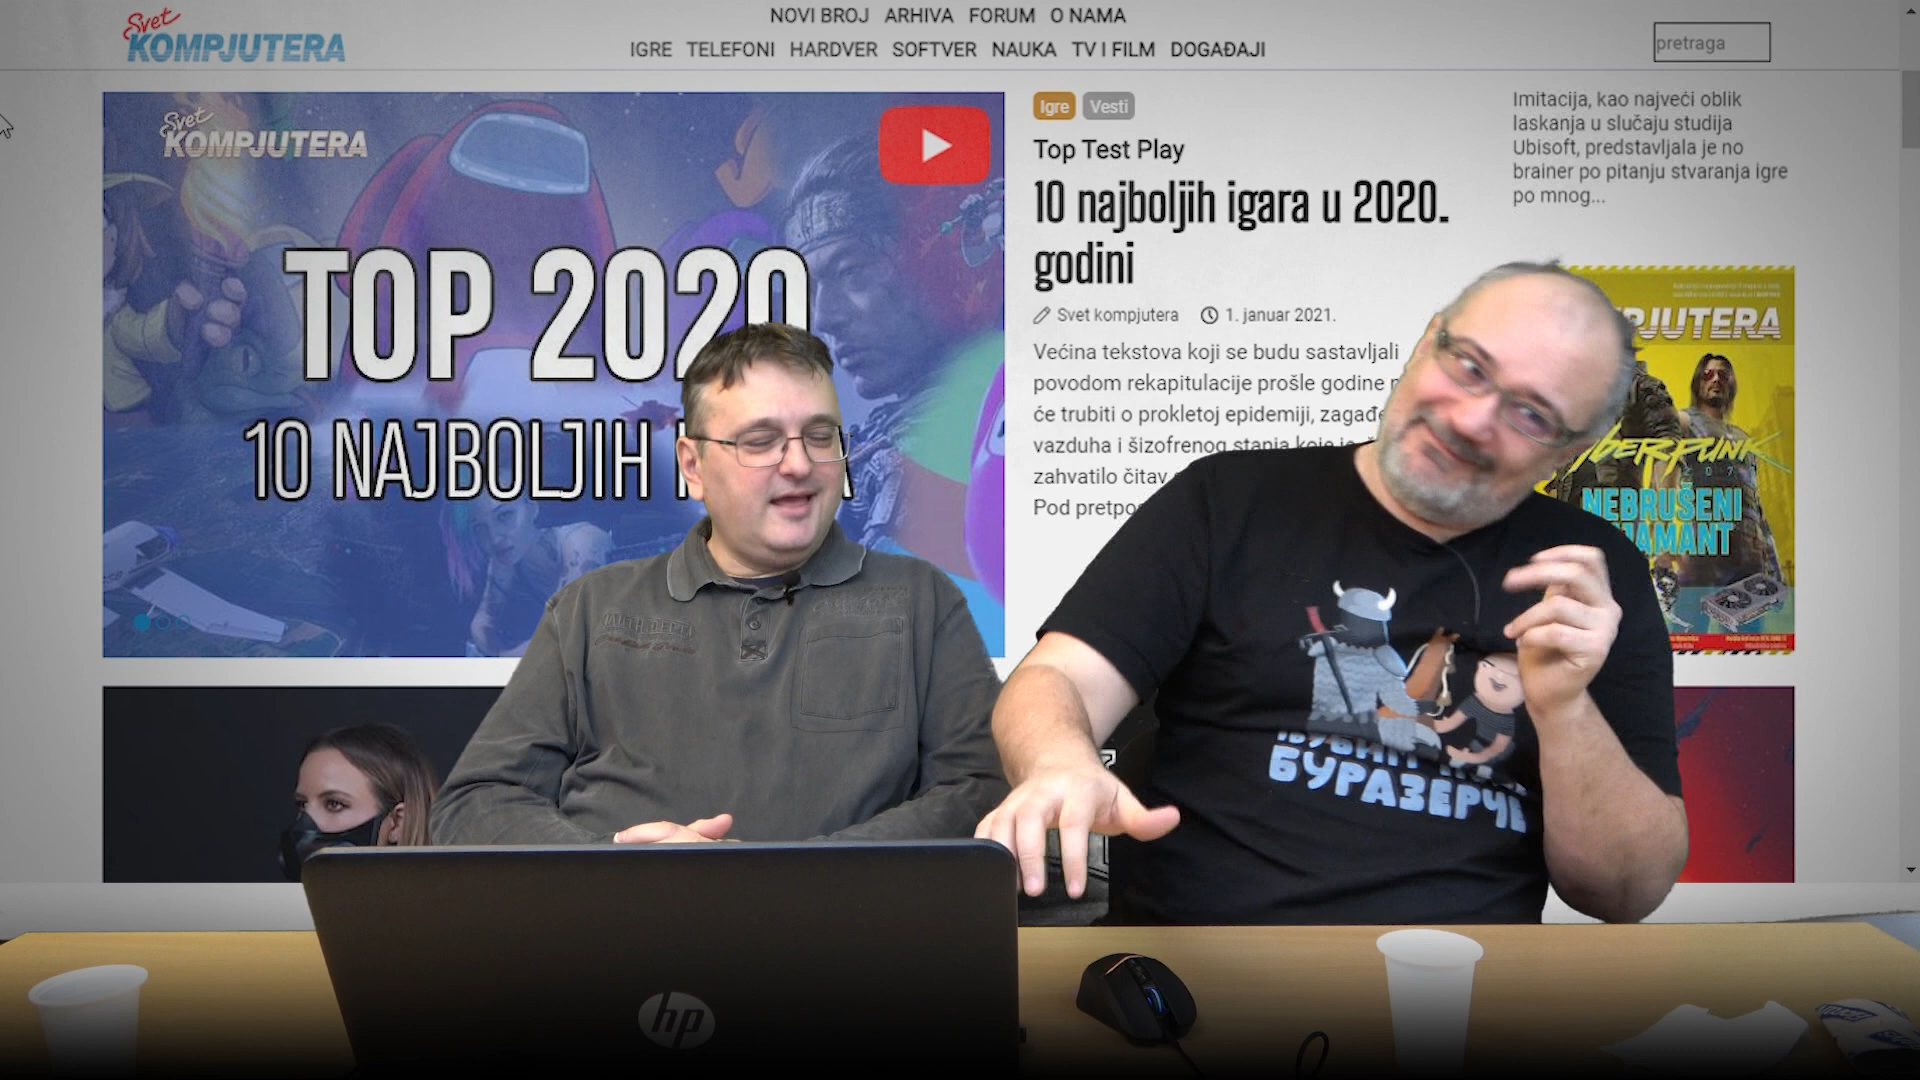 Svet
KOMPJUTERA
NOVI BROJ ARHIVA FORUM O NAMA
IGRE TELEFONI HARDVER SOFTVER NAUKA TV I FILM DOGAĐAJI
pretraga
Svet
KOMPJUTERA
TOP 2020
10 NAJBOLJIH
Igre Vesti
Top Test Play
10 najboljih igara u 2020.
godini
Svet kompjutera 1. januar 2021.
Većina tekstova koji se budu sastavljali
povodom rekapitulacije prošle godine
će trubiti o prokletoj epidemiji,
vazduha i šizofrenog stanja koje
zahvatilo čitav
Pod
Imitacija, kao najveći oblik
laskanja u slučaju studija
Ubisoft, predstavljala je no
brainer po pitanju stvaranja igre
po mnog...
PJUTERA
NEBRUŠENI
БУРАЗЕРЧЕ
hp